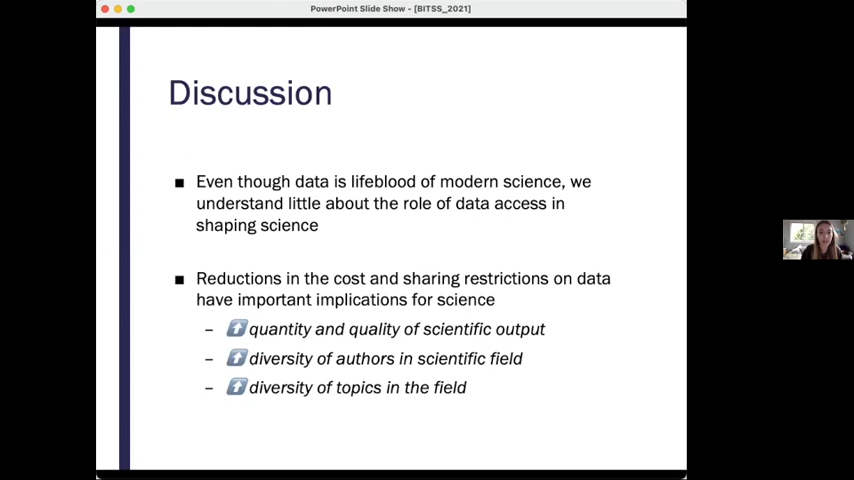 PowerPoint Slide Show - [BITSS_2021]
Discussion
■ Even though data is lifeblood of modern science, we
understand little about the role of data access in
shaping science
■ Reductions in the cost and sharing restrictions on data
have important implications for science
– ⬆️ quantity and quality of scientific output
– ⬆️ diversity of authors in scientific field
– ⬆️ diversity of topics in the field